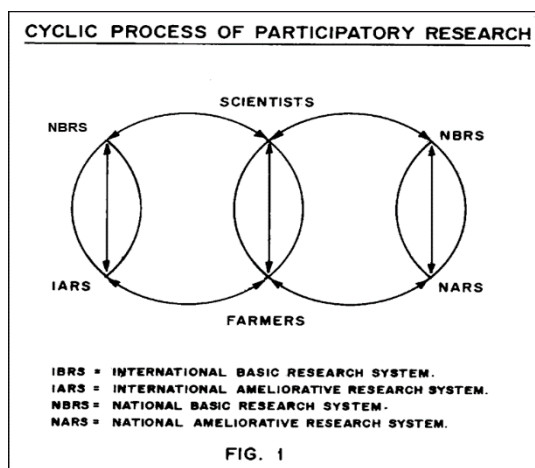 CYCLIC PROCESS OF PARTICIPATORY RESEARCH
SCIENTISTS
NBRS
NBRS
IARS
NARS
FARMERS
IBRS = INTERNATIONAL BASIC RESEARCH SYSTEM.
IARS = INTERNATIONAL AMELIORATIVE RESEARCH SYSTEM.
NBRS = NATIONAL BASIC RESEARCH SYSTEM.
NARS = NATIONAL AMELIORATIVE RESEARCH SYSTEM.
FIG. 1